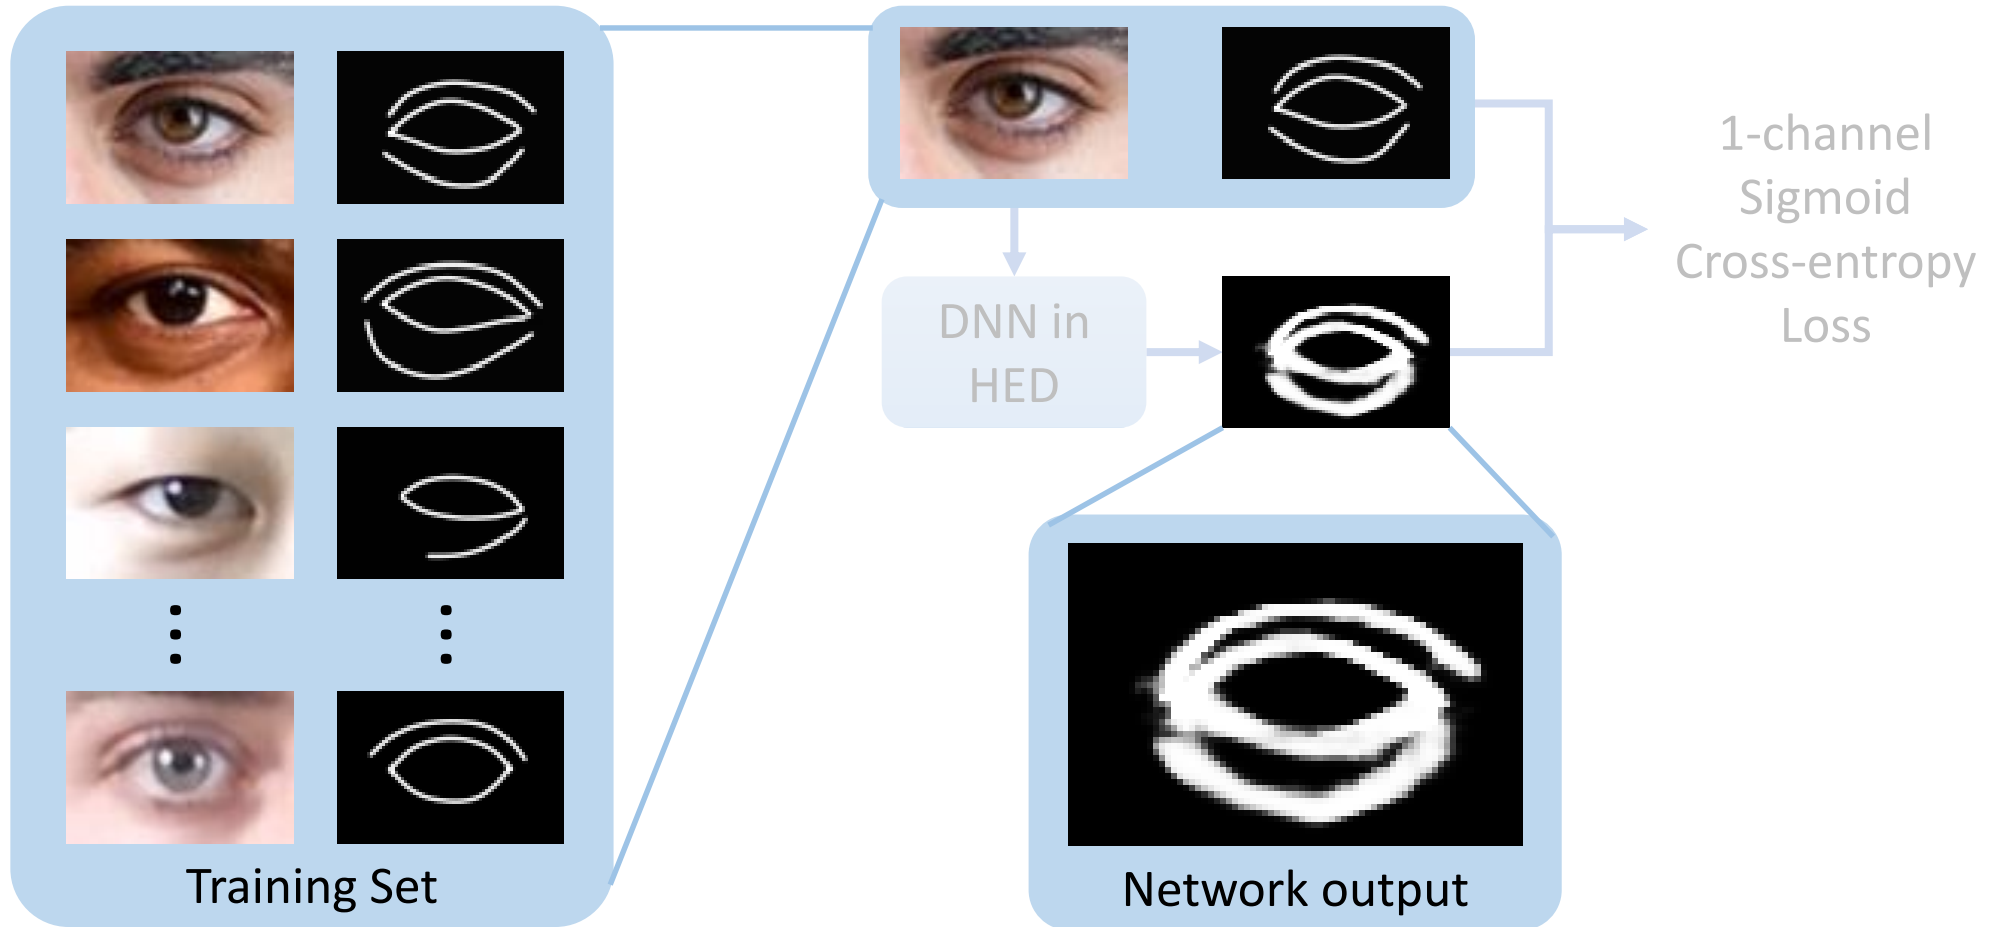 Training Set
DNN in
HED
1-channel
Sigmoid
Cross-entropy
Loss
Network output